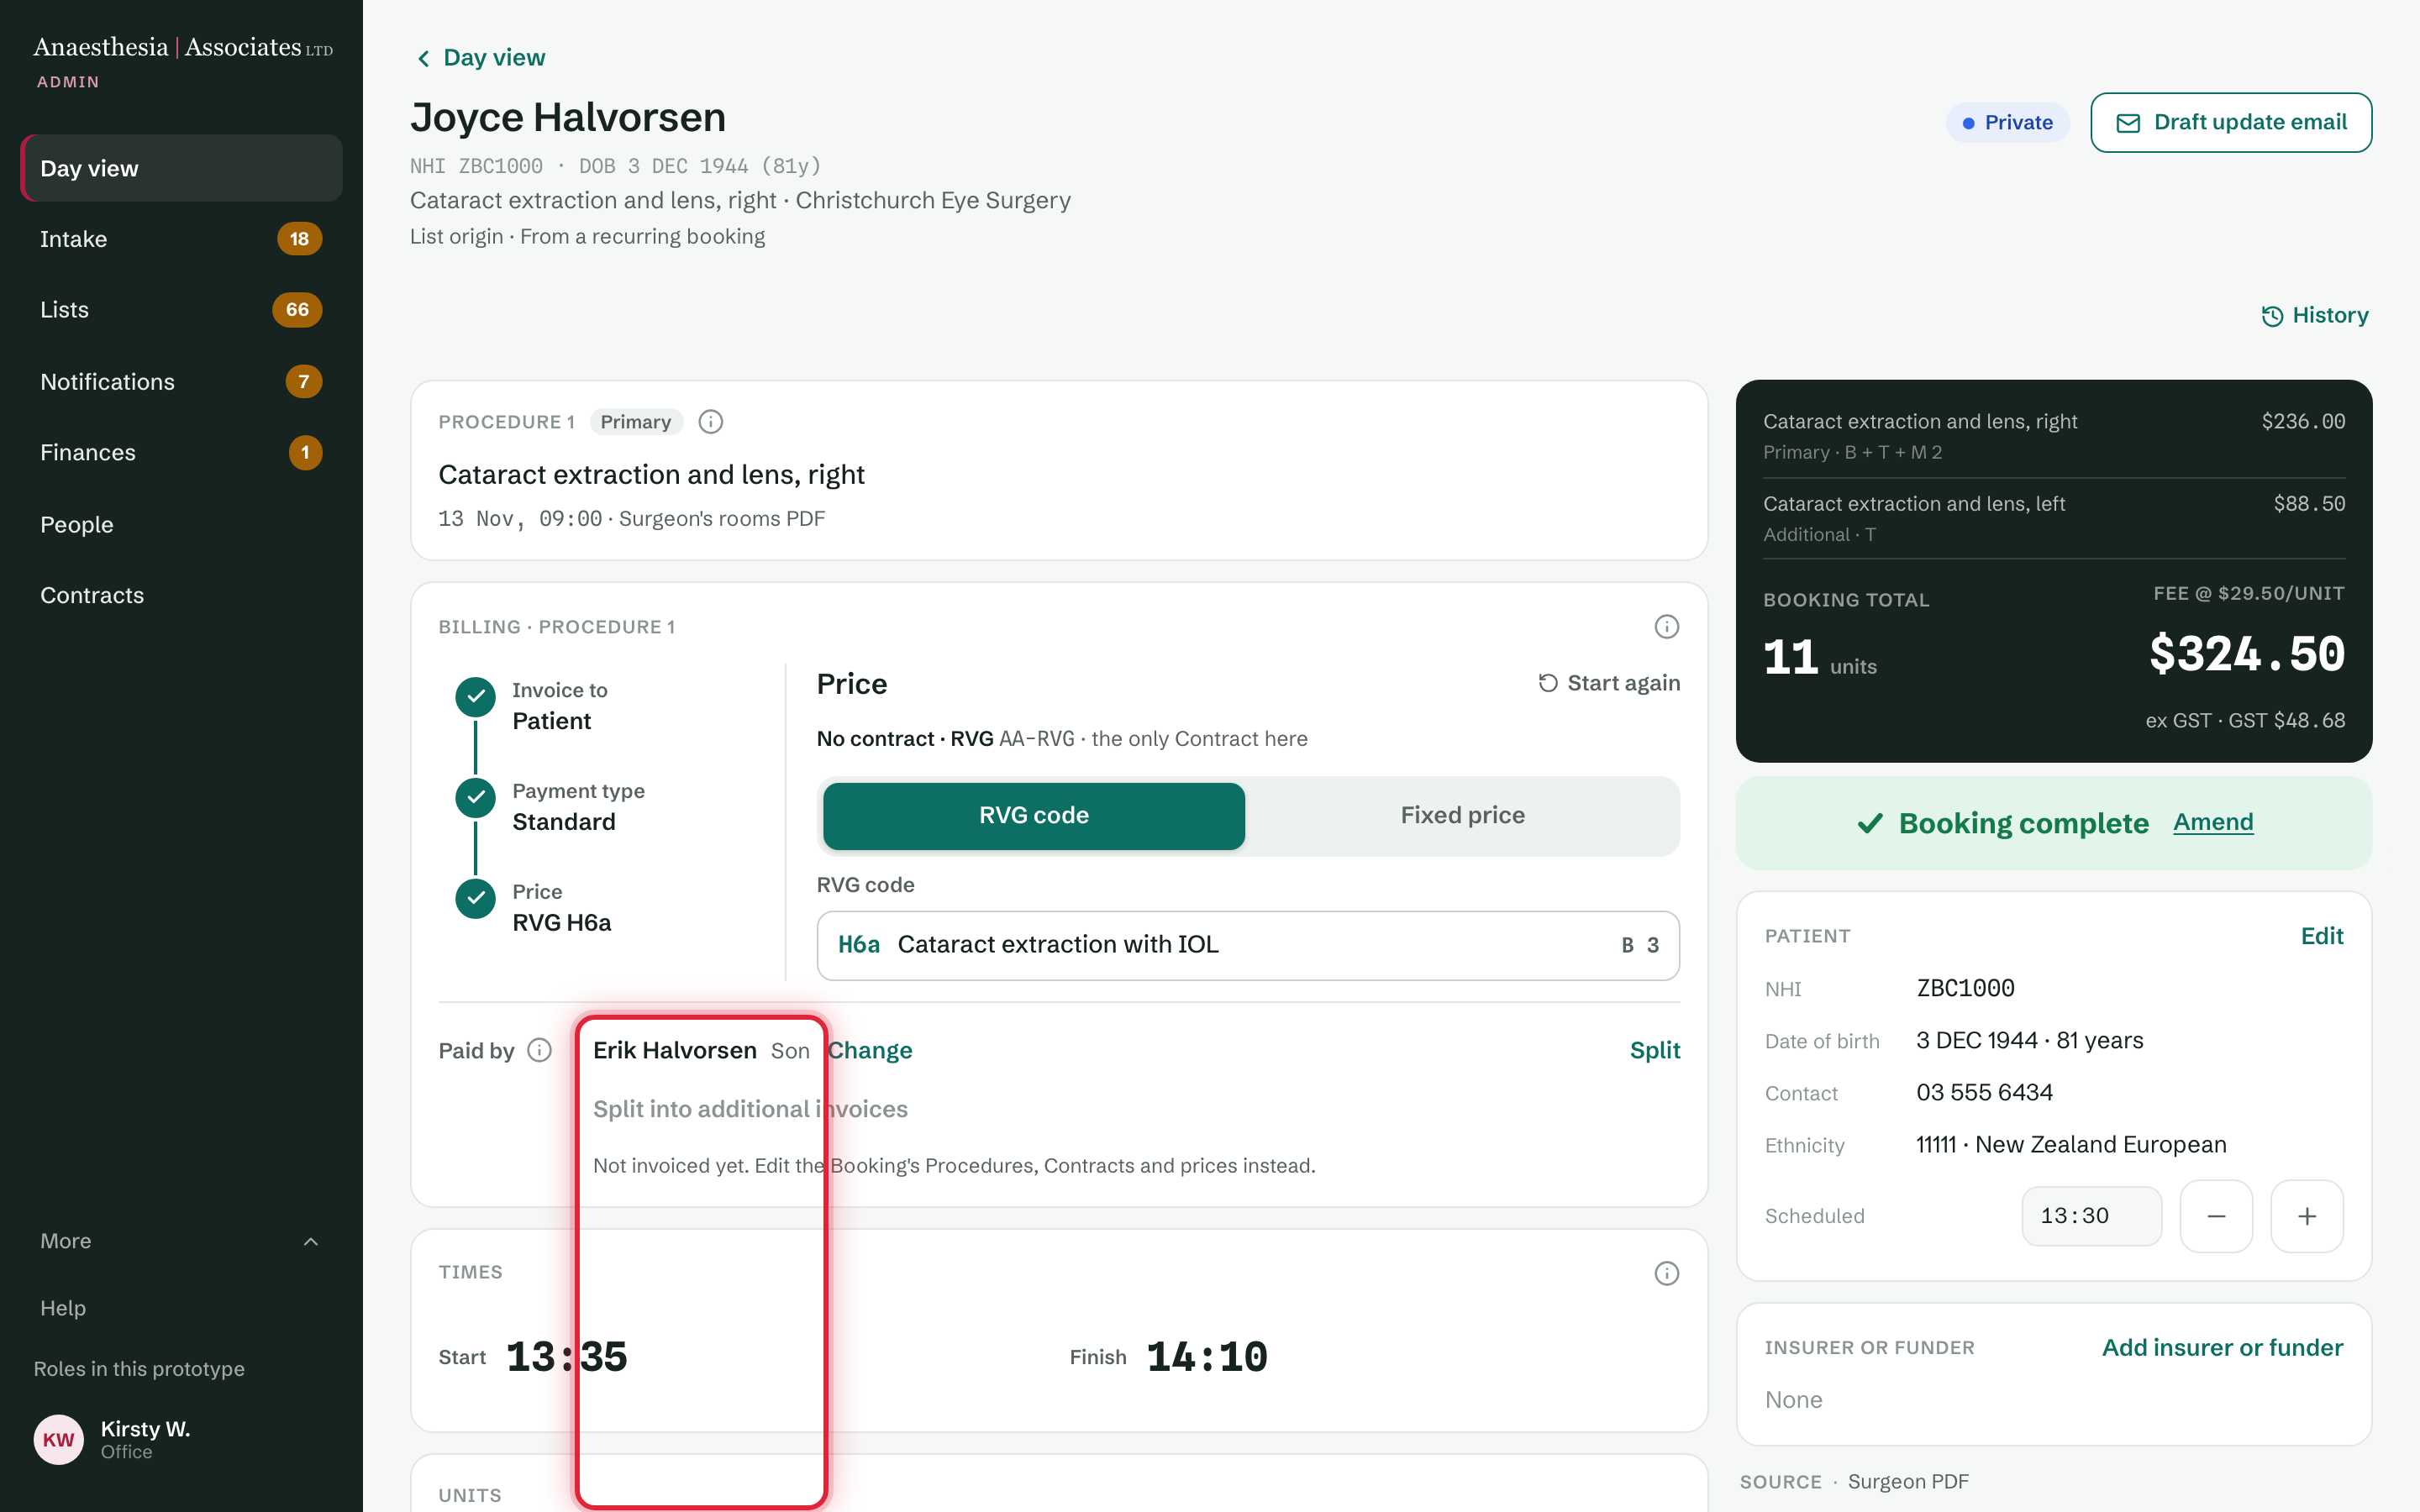 Anaesthesia | Associates LTD
ADMIN
Day view
Intake 18
Lists 66
Notifications 7
Finances 1
People
Contracts
More
Help
Roles in this prototype
KW Kirsty W.
Office
Day view
Joyce Halvorsen
NHI ZBC1000 · DOB 3 DEC 1944 (81y)
Cataract extraction and lens, right · Christchurch Eye Surgery
List origin · From a recurring booking
Private
Draft update email
History
PROCEDURE 1 Primary
Cataract extraction and lens, right
13 Nov, 09:00 · Surgeon's rooms PDF
BILLING · PROCEDURE 1
Invoice to
Patient
Payment type
Standard
Price
RVG H6a
Price
Start again
No contract · RVG AA-RVG · the only Contract here
RVG code
Fixed price
RVG code
H6a Cataract extraction with IOL B 3
Paid by Erik Halvorsen Son Change Split
Split into additional invoices
Not invoiced yet. Edit the Booking's Procedures, Contracts and prices instead.
TIMES
Start 13:35
Finish 14:10
UNITS
Cataract extraction and lens, right $236.00
Primary · B + T + M 2
Cataract extraction and lens, left $88.50
Additional · T
BOOKING TOTAL
FEE @ $29.50/UNIT
11 units
$324.50
ex GST · GST $48.68
Booking complete Amend
PATIENT Edit
NHI ZBC1000
Date of birth 3 DEC 1944 · 81 years
Contact 03 555 6434
Ethnicity 11111 · New Zealand European
Scheduled 13:30 − +
INSURER OR FUNDER Add insurer or funder
None
SOURCE · Surgeon PDF